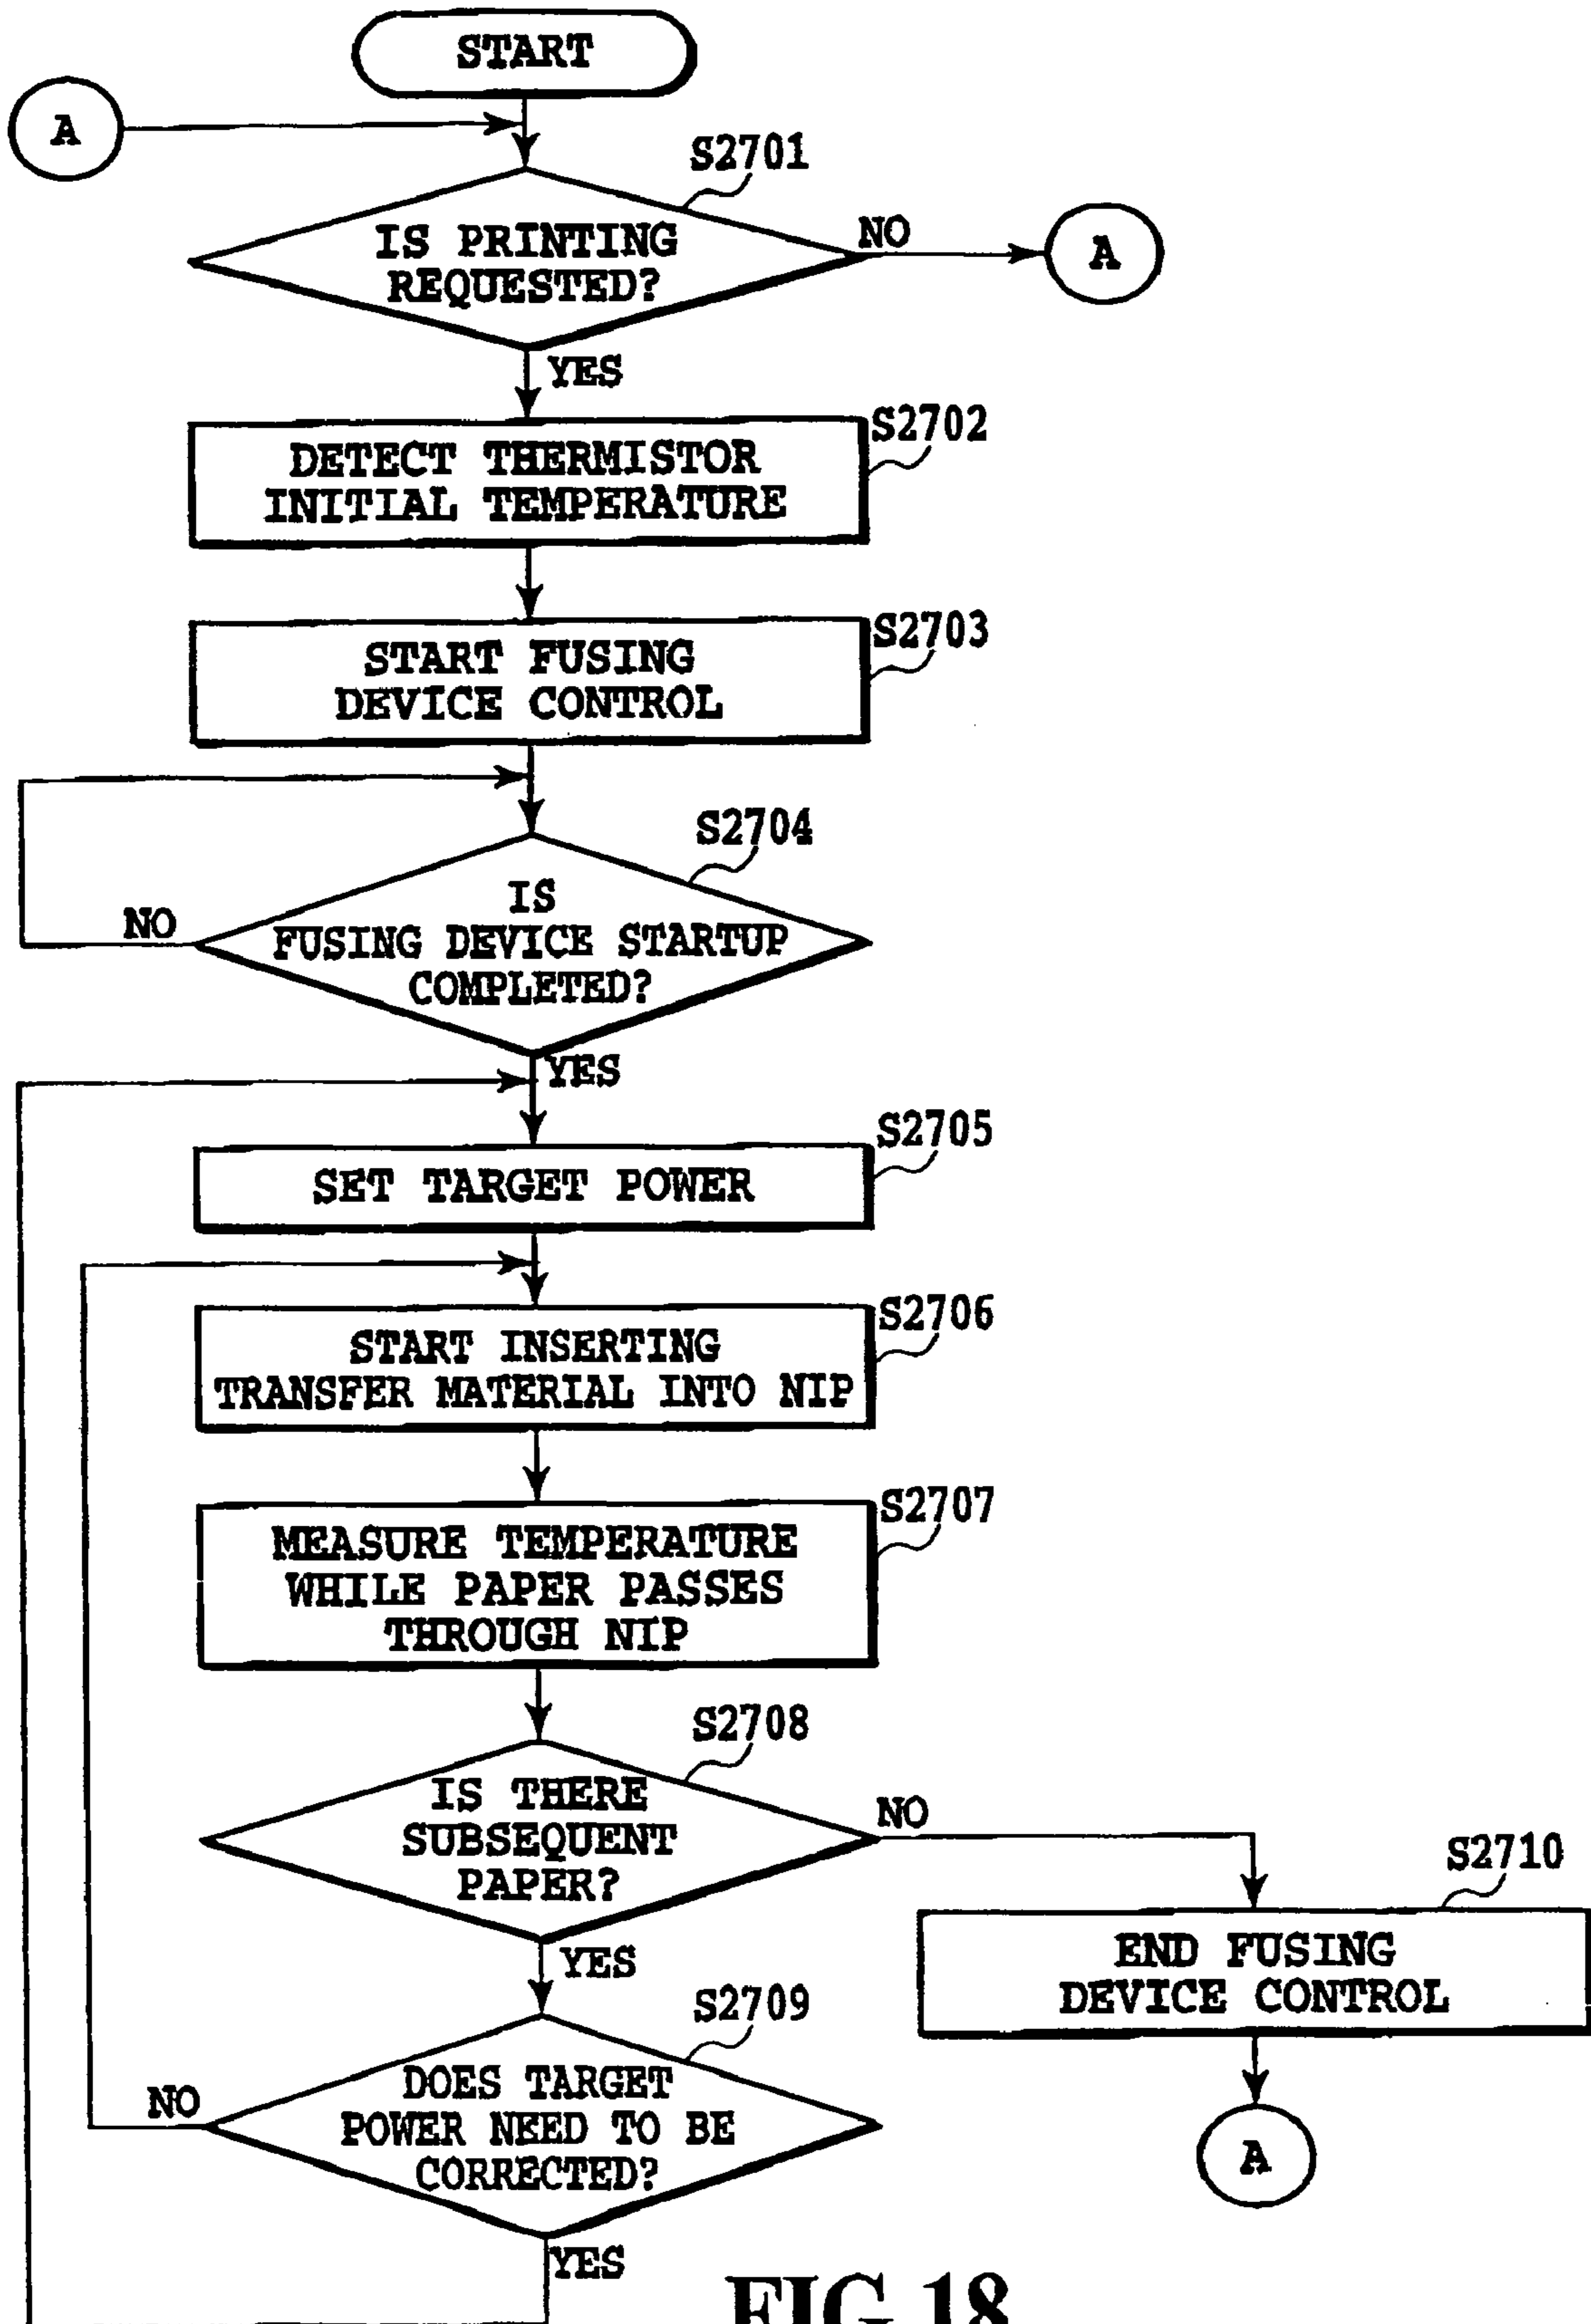 START
A
S2701
IS PRINTING
REQUESTED?
NO
A
YES
S2702
DETECT THERMISTOR
INITIAL TEMPERATURE
S2703
START FUSING
DEVICE CONTROL
S2704
IS
FUSING DEVICE STARTUP
COMPLETED?
NO
YES
S2705
SET TARGET POWER
S2706
START INSERTING
TRANSFER MATERIAL INTO NIP
S2707
MEASURE TEMPERATURE
WHILE PAPER PASSES
THROUGH NIP
S2708
IS THERE
SUBSEQUENT
PAPER?
NO
YES
S2710
END FUSING
DEVICE CONTROL
A
S2709
DOES TARGET
POWER NEED TO BE
CORRECTED?
NO
YES
FIG.18